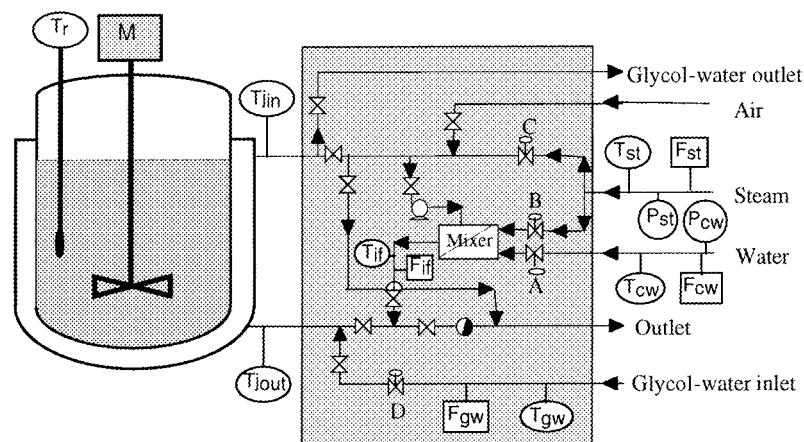 Tr
M
Glycol-water outlet
Tjin
Air
C
Tst
Fst
Steam
B
Pst
Pcw
Mixer
Tif
Fif
Water
A
Tcw
Fcw
Outlet
Tjout
Glycol-water inlet
D
Fgw
Tgw